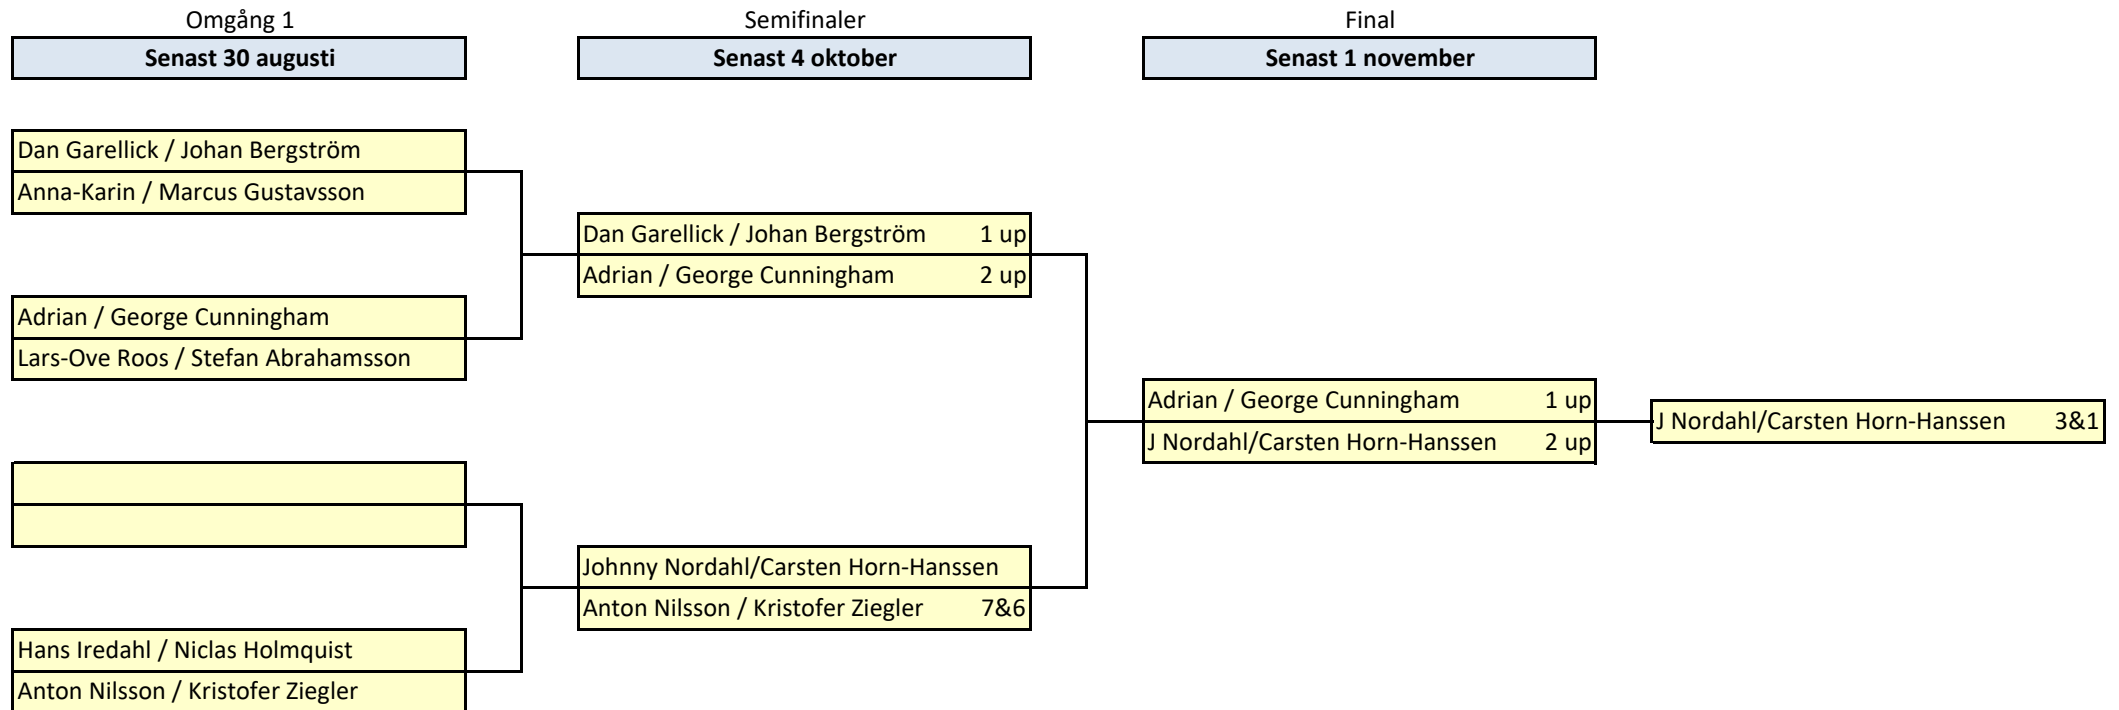 Omgång 1
Semifinaler
Final
Senast 30 augusti
Senast 4 oktober
Senast 1 november
Dan Garellick / Johan Bergström
Anna-Karin / Marcus Gustavsson
Dan Garellick / Johan Bergström 1 up
Adrian / George Cunningham 2 up
Adrian / George Cunningham
Lars-Ove Roos / Stefan Abrahamsson
Adrian / George Cunningham 1 up
J Nordahl/Carsten Horn-Hanssen 2 up
J Nordahl/Carsten Horn-Hanssen 3&1
Johnny Nordahl/Carsten Horn-Hanssen
Anton Nilsson / Kristofer Ziegler 7&6
Hans Iredahl / Niclas Holmquist
Anton Nilsson / Kristofer Ziegler